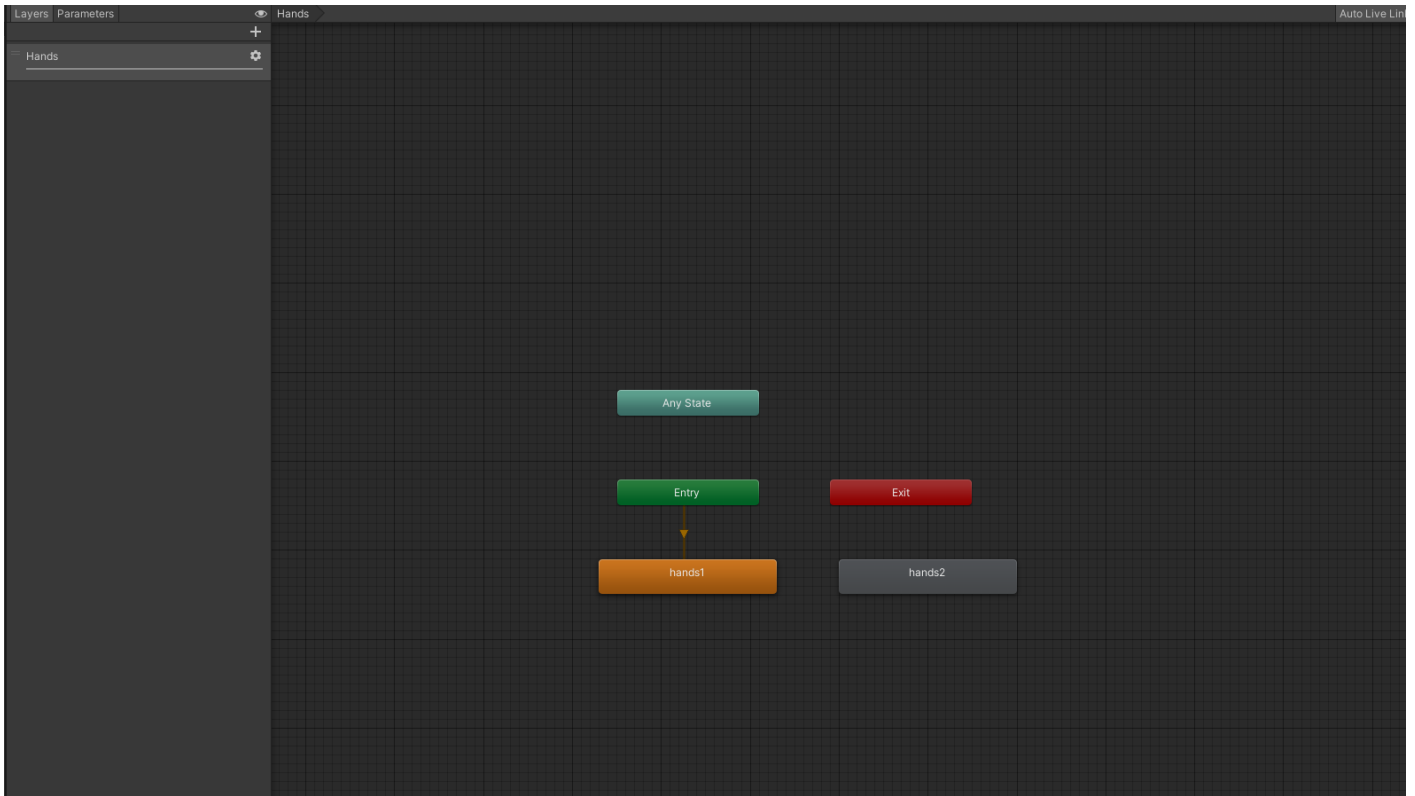 Layers Parameters
Hands
Auto Live Link
Hands
Any State
Entry
Exit
hands1
hands2